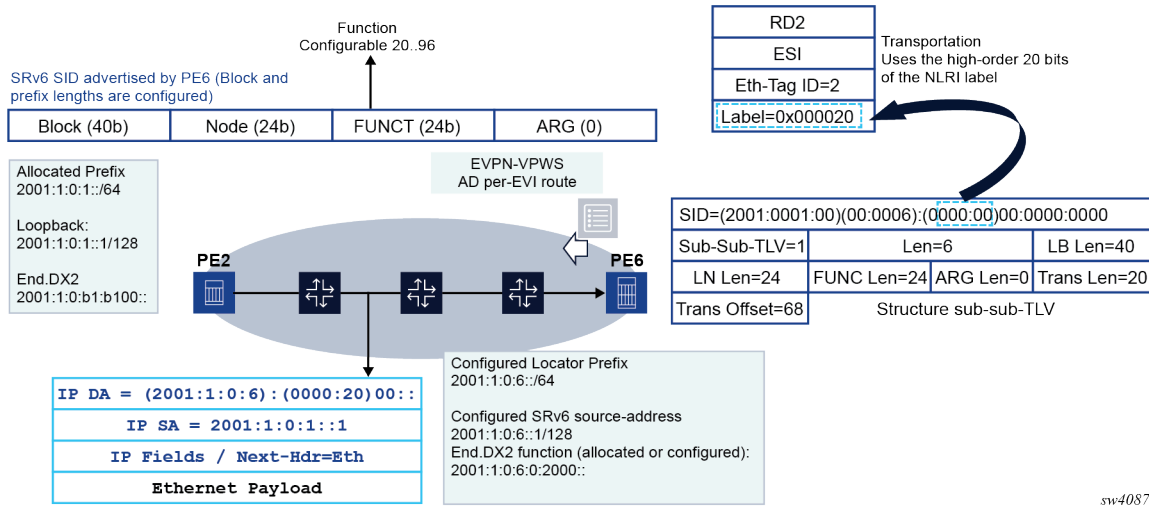 Function
Configurable 20..96
SRv6 SID advertised by PE6 (Block and
prefix lengths are configured)
Block (40b) Node (24b) FUNCT (24b) ARG (0)
Allocated Prefix
2001:1:0:1::/64
Loopback:
2001:1:0:1::1/128
End.DX2
2001:1:0:b1:b100::
EVPN-VPWS
AD per-EVI route
PE2
PE6
RD2
ESI
Eth-Tag ID=2
Label=0x000020
Transportation
Uses the high-order 20 bits
of the NLRI label
SID=(2001:0001:00)(00:0006):(0000:00)00:0000:0000
Sub-Sub-TLV=1 Len=6 LB Len=40
LN Len=24 FUNC Len=24 ARG Len=0 Trans Len=20
Trans Offset=68 Structure sub-sub-TLV
IP DA = (2001:1:0:6):(0000:20)00::
IP SA = 2001:1:0:1::1
IP Fields / Next-Hdr=Eth
Ethernet Payload
Configured Locator Prefix
2001:1:0:6::/64
Configured SRv6 source-address
2001:1:0:6::1/128
End.DX2 function (allocated or configured):
2001:1:0:6:0:2000::
sw4087